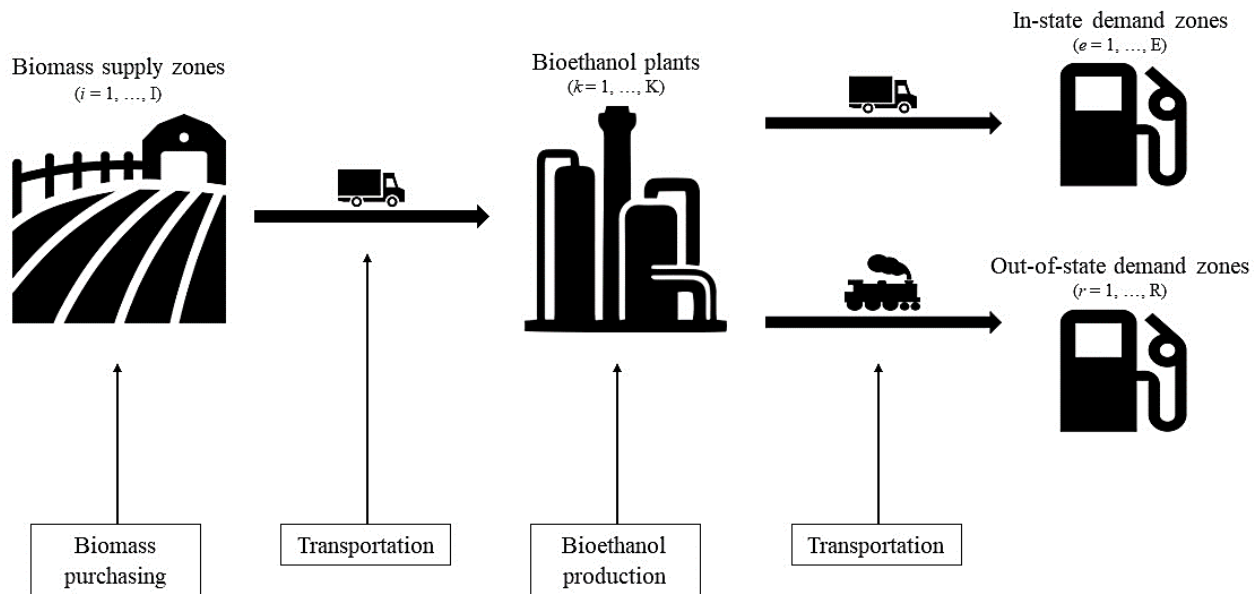 Biomass supply zones
(i = 1, …, I)
Bioethanol plants
(k = 1, …, K)
In-state demand zones
(e = 1, …, E)
Out-of-state demand zones
(r = 1, …, R)
Biomass
purchasing
Transportation
Bioethanol
production
Transportation